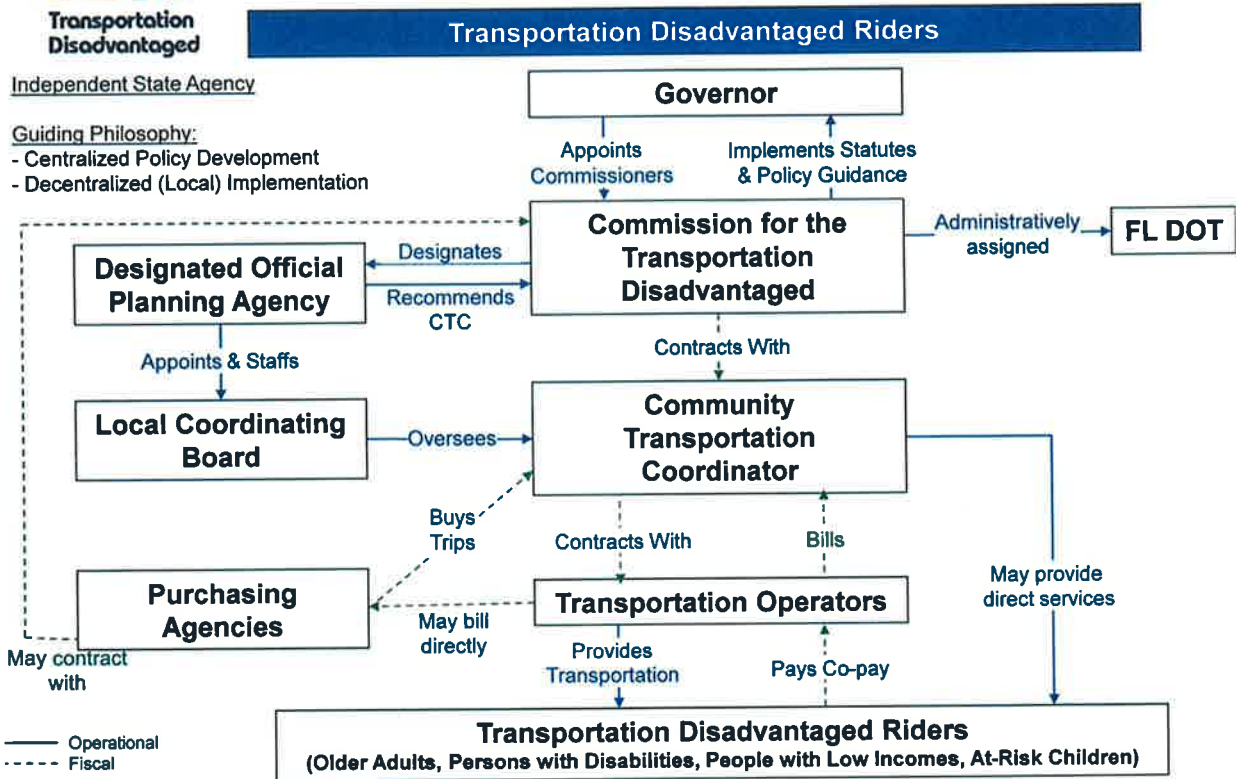 Transportation
Disadvantaged
Transportation Disadvantaged Riders
Independent State Agency
Guiding Philosophy:
- Centralized Policy Development
- Decentralized (Local) Implementation
Governor
Appoints
Commissioners
Implements Statutes
& Policy Guidance
Commission for the
Transportation
Disadvantaged
Administratively
assigned
FL DOT
Designated Official
Planning Agency
Designates
Recommends
CTC
Appoints & Staffs
Contracts With
Local Coordinating
Board
Oversees
Community
Transportation
Coordinator
Buys
Trips
Contracts With
Bills
May provide
direct services
Purchasing
Agencies
May bill
directly
Transportation Operators
May contract
with
Provides
Transportation
Pays Co-pay
Transportation Disadvantaged Riders
(Older Adults, Persons with Disabilities, People with Low Incomes, At-Risk Children)
Operational
Fiscal